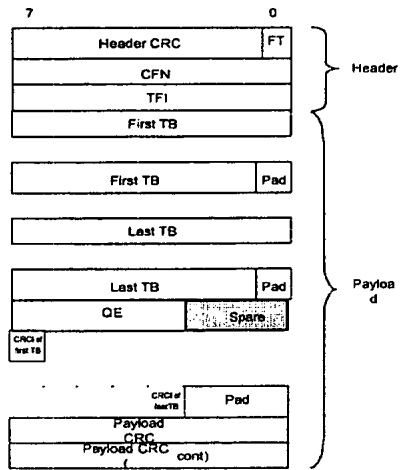 7 0
Header CRC FT
Header
CFN
TFI
First TB
First TB Pad
Last TB
Last TB Pad
Payloa
d
QE Spare
CRCI of
first TB
CRCI of
last TB
Pad
Payload
CRC
Payload CRC
( cont)